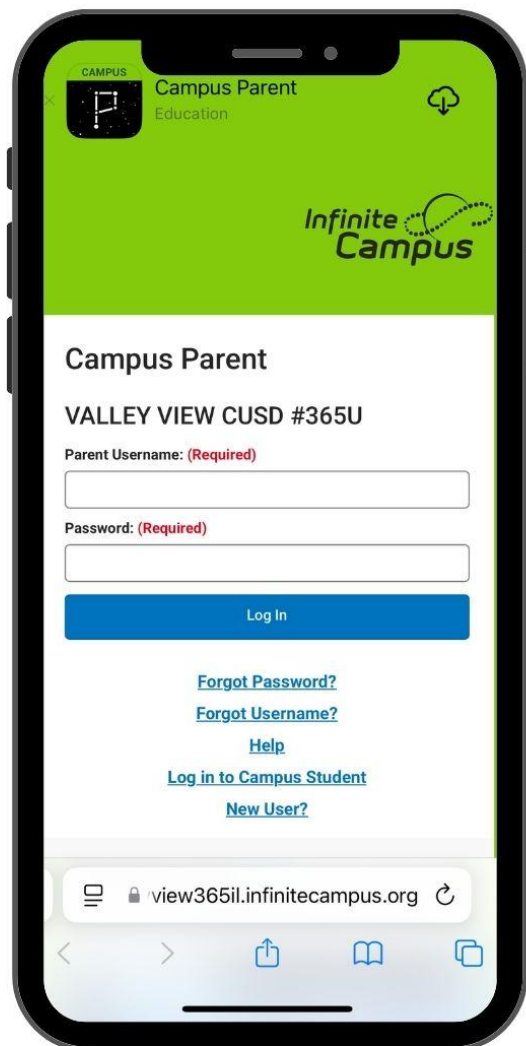 CAMPUS
Campus Parent
Education
Infinite
Campus
Campus Parent
VALLEY VIEW CUSD #365U
Parent Username: (Required)
Password: (Required)
Log In
Forgot Password?
Forgot Username?
Help
Log in to Campus Student
New User?
view365il.infinitecampus.org